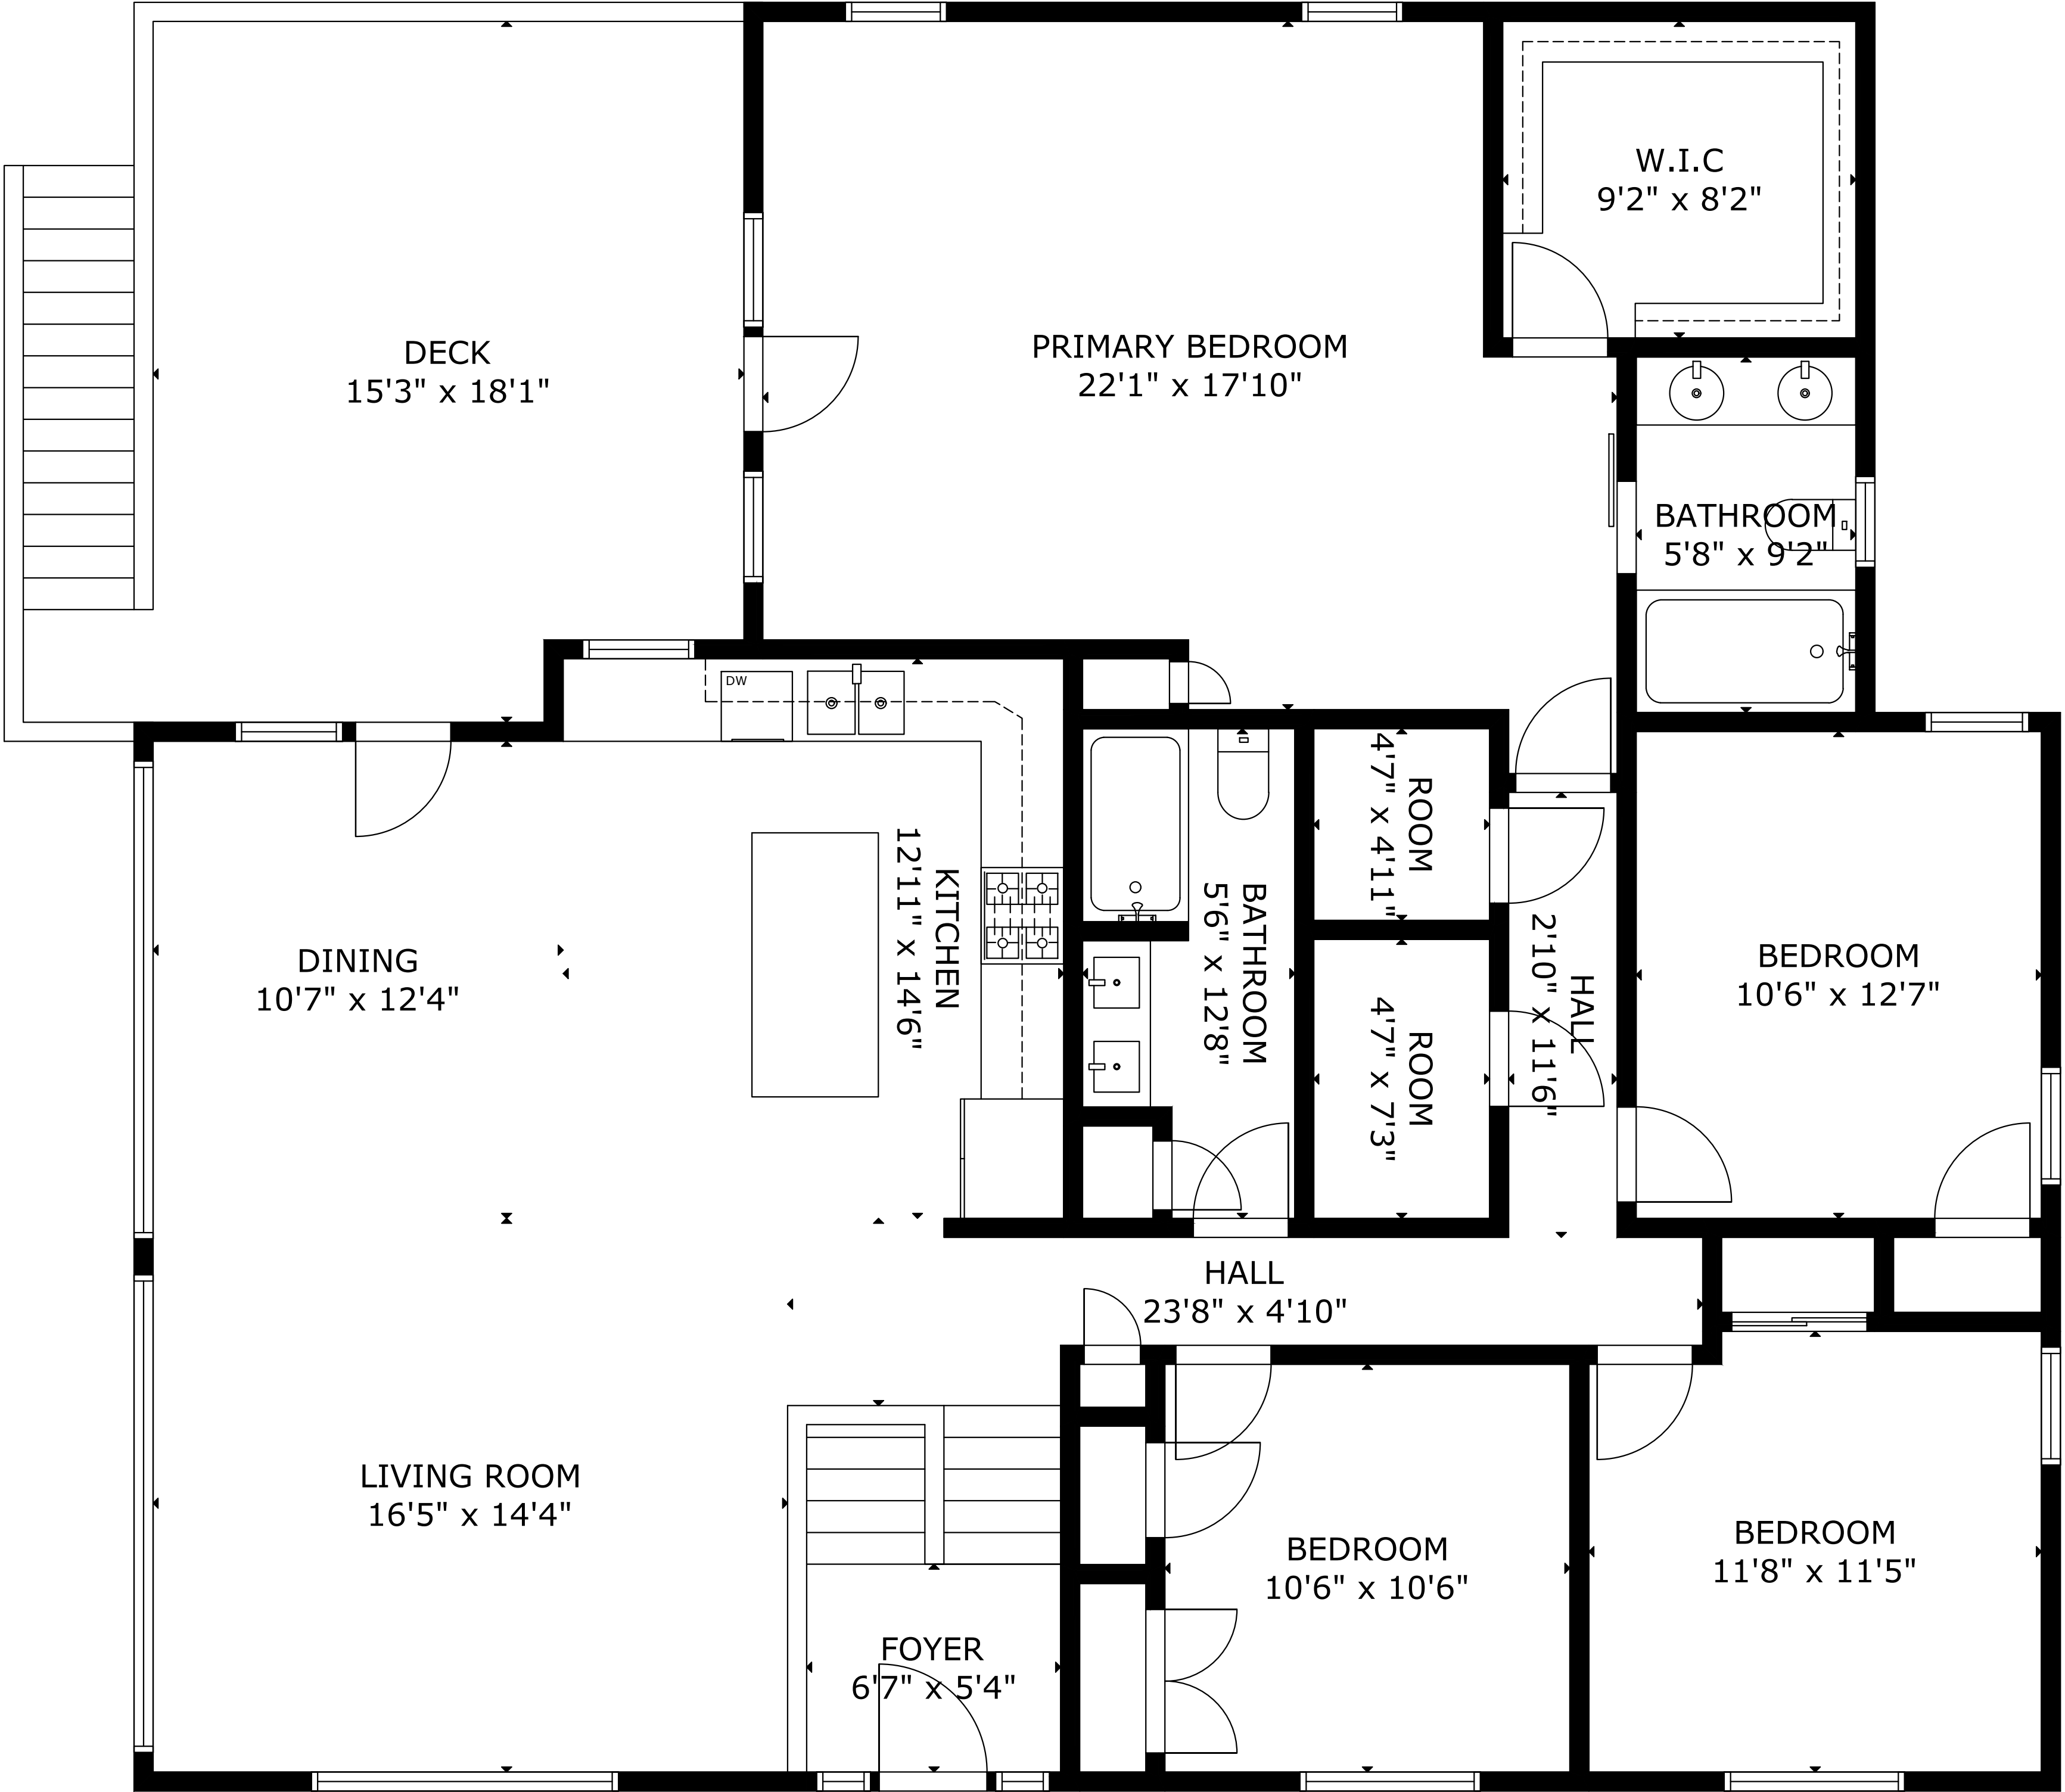 W.I.C
9'2" x 8'2"
DECK
15'3" x 18'1"
PRIMARY BEDROOM
22'1" x 17'10"
BATHROOM
5'8" x 9'2"
DW
ROOM
4'7" x 4'11"
KITCHEN
12'11" x 14'6"
BATHROOM
5'6" x 12'8"
DINING
10'7" x 12'4"
HALL
2'10" x 11'6"
BEDROOM
10'6" x 12'7"
ROOM
4'7" x 7'3"
HALL
23'8" x 4'10"
LIVING ROOM
16'5" x 14'4"
BEDROOM
10'6" x 10'6"
BEDROOM
11'8" x 11'5"
FOYER
6'7" x 5'4"